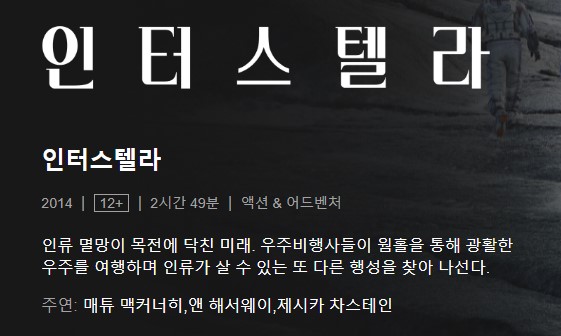 인터스텔라
인터스텔라
2014 | 12+ | 2시간 49분 | 액션 & 어드벤처
인류 멸망이 목전에 닥친 미래. 우주비행사들이 웜홀을 통해 광활한
우주를 여행하며 인류가 살 수 있는 또 다른 행성을 찾아 나선다.
주연: 매튜 맥커너히,앤 해서웨이,제시카 차스테인